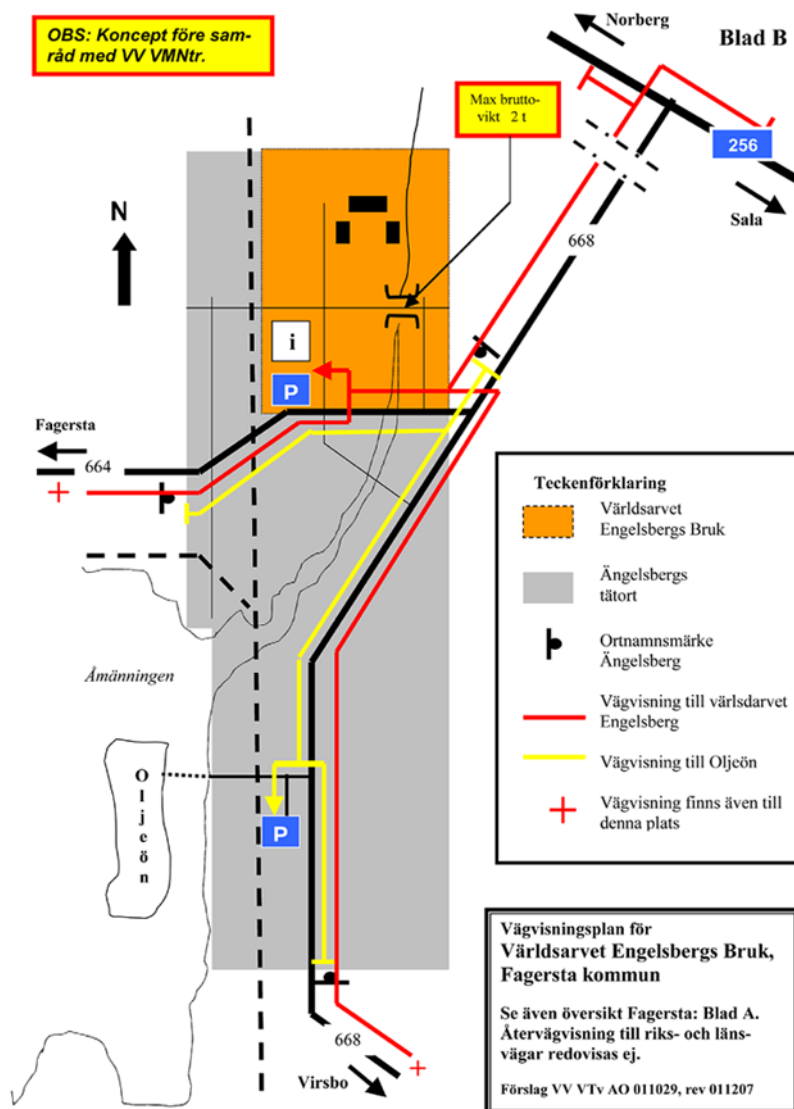 OBS: Koncept före sam-
råd med VV VMNtr.
Norberg
Blad B
Max brutto-
vikt 2 t
256
Sala
N
668
i
P
Fagersta
664
Teckenförklaring
Världsarvet
Engelsbergs Bruk
Ängelsbergs
tätort
Ortnamnsmärke
Ängelsberg
Vägvisning till värlsdarvet
Engelsberg
Vägvisning till Oljeön
Vägvisning finns även till
denna plats
Åmänningen
Oljeön
P
Vägvisningsplan för
Världsarvet Engelsbergs Bruk,
Fagersta kommun
Se även översikt Fagersta: Blad A.
Återvägvisning till riks- och läns-
vägar redovisas ej.
Förslag VV VTv AO 011029, rev 011207
668
Virsbo